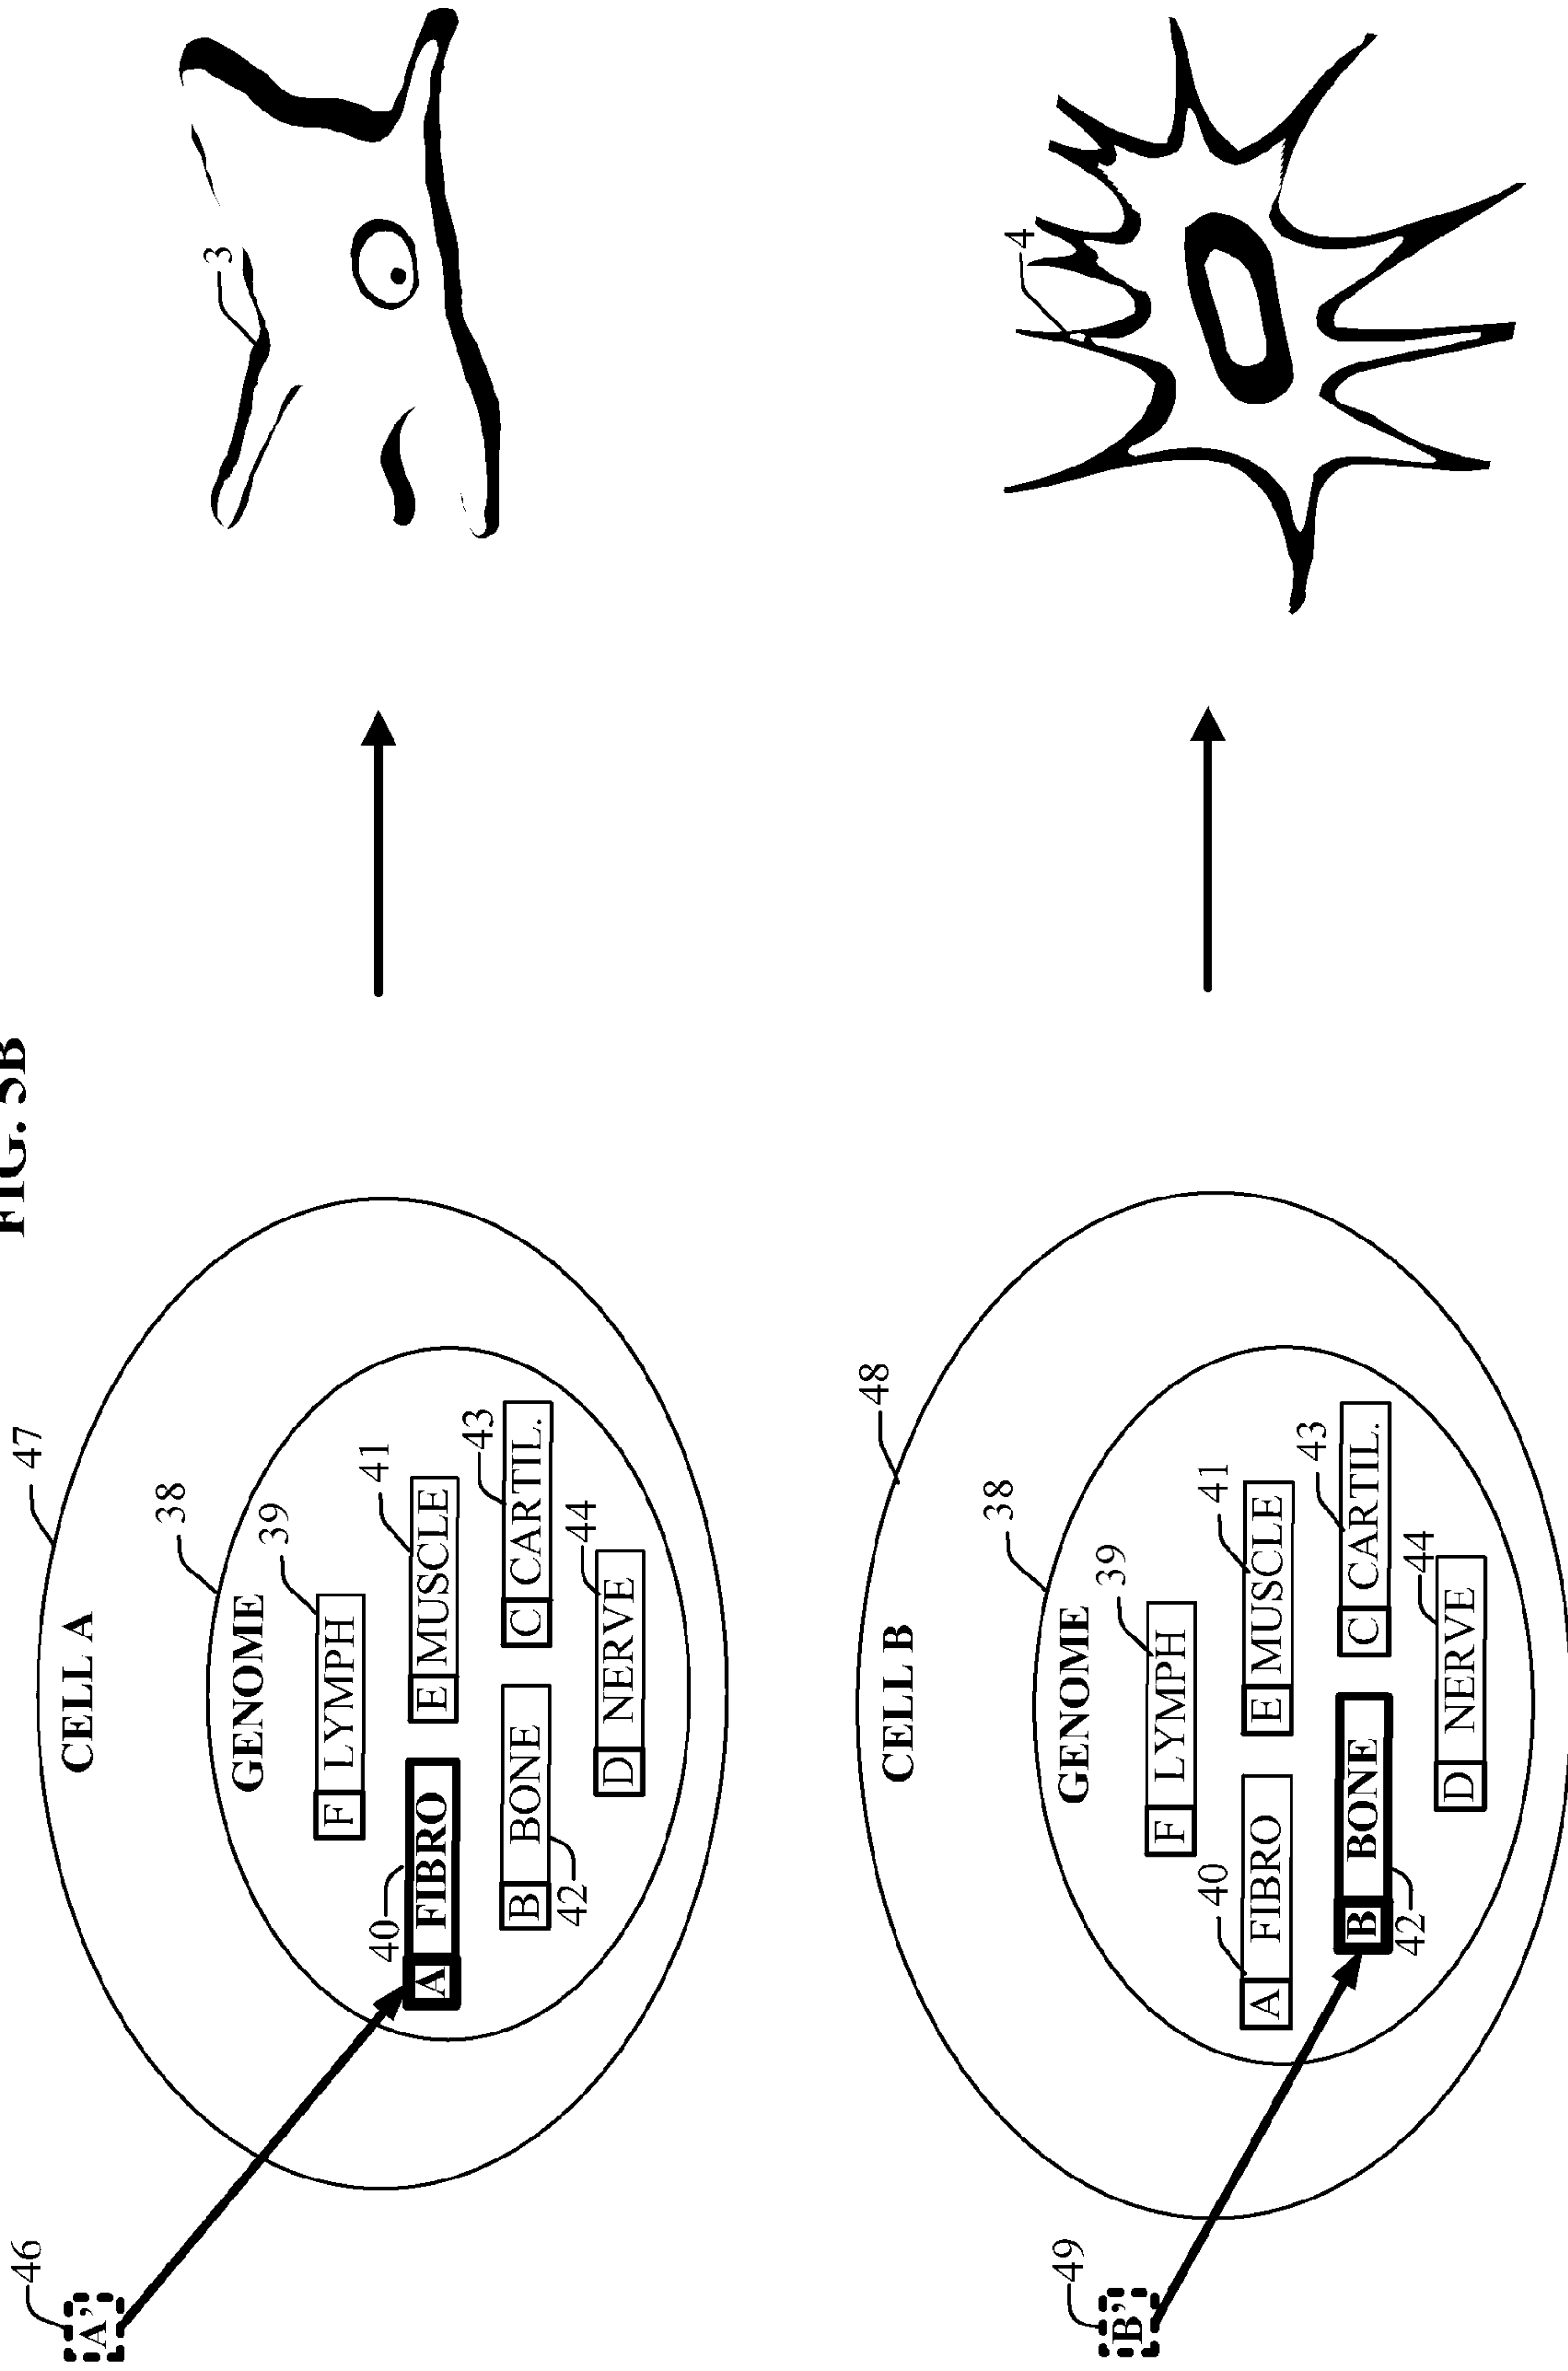 FIG.
46
A'
47
CELL A
38
GENOME
39
F LYMPH
40
A FIBRO
41
E MUSCLE
B BONE
42
43
C CARTIL.
44
D NERVE
3
48
CELL B
38
GENOME
49
B'
39
F LYMPH
40
A FIBRO
41
E MUSCLE
B BONE
42
43
C CARTIL.
44
D NERVE
4